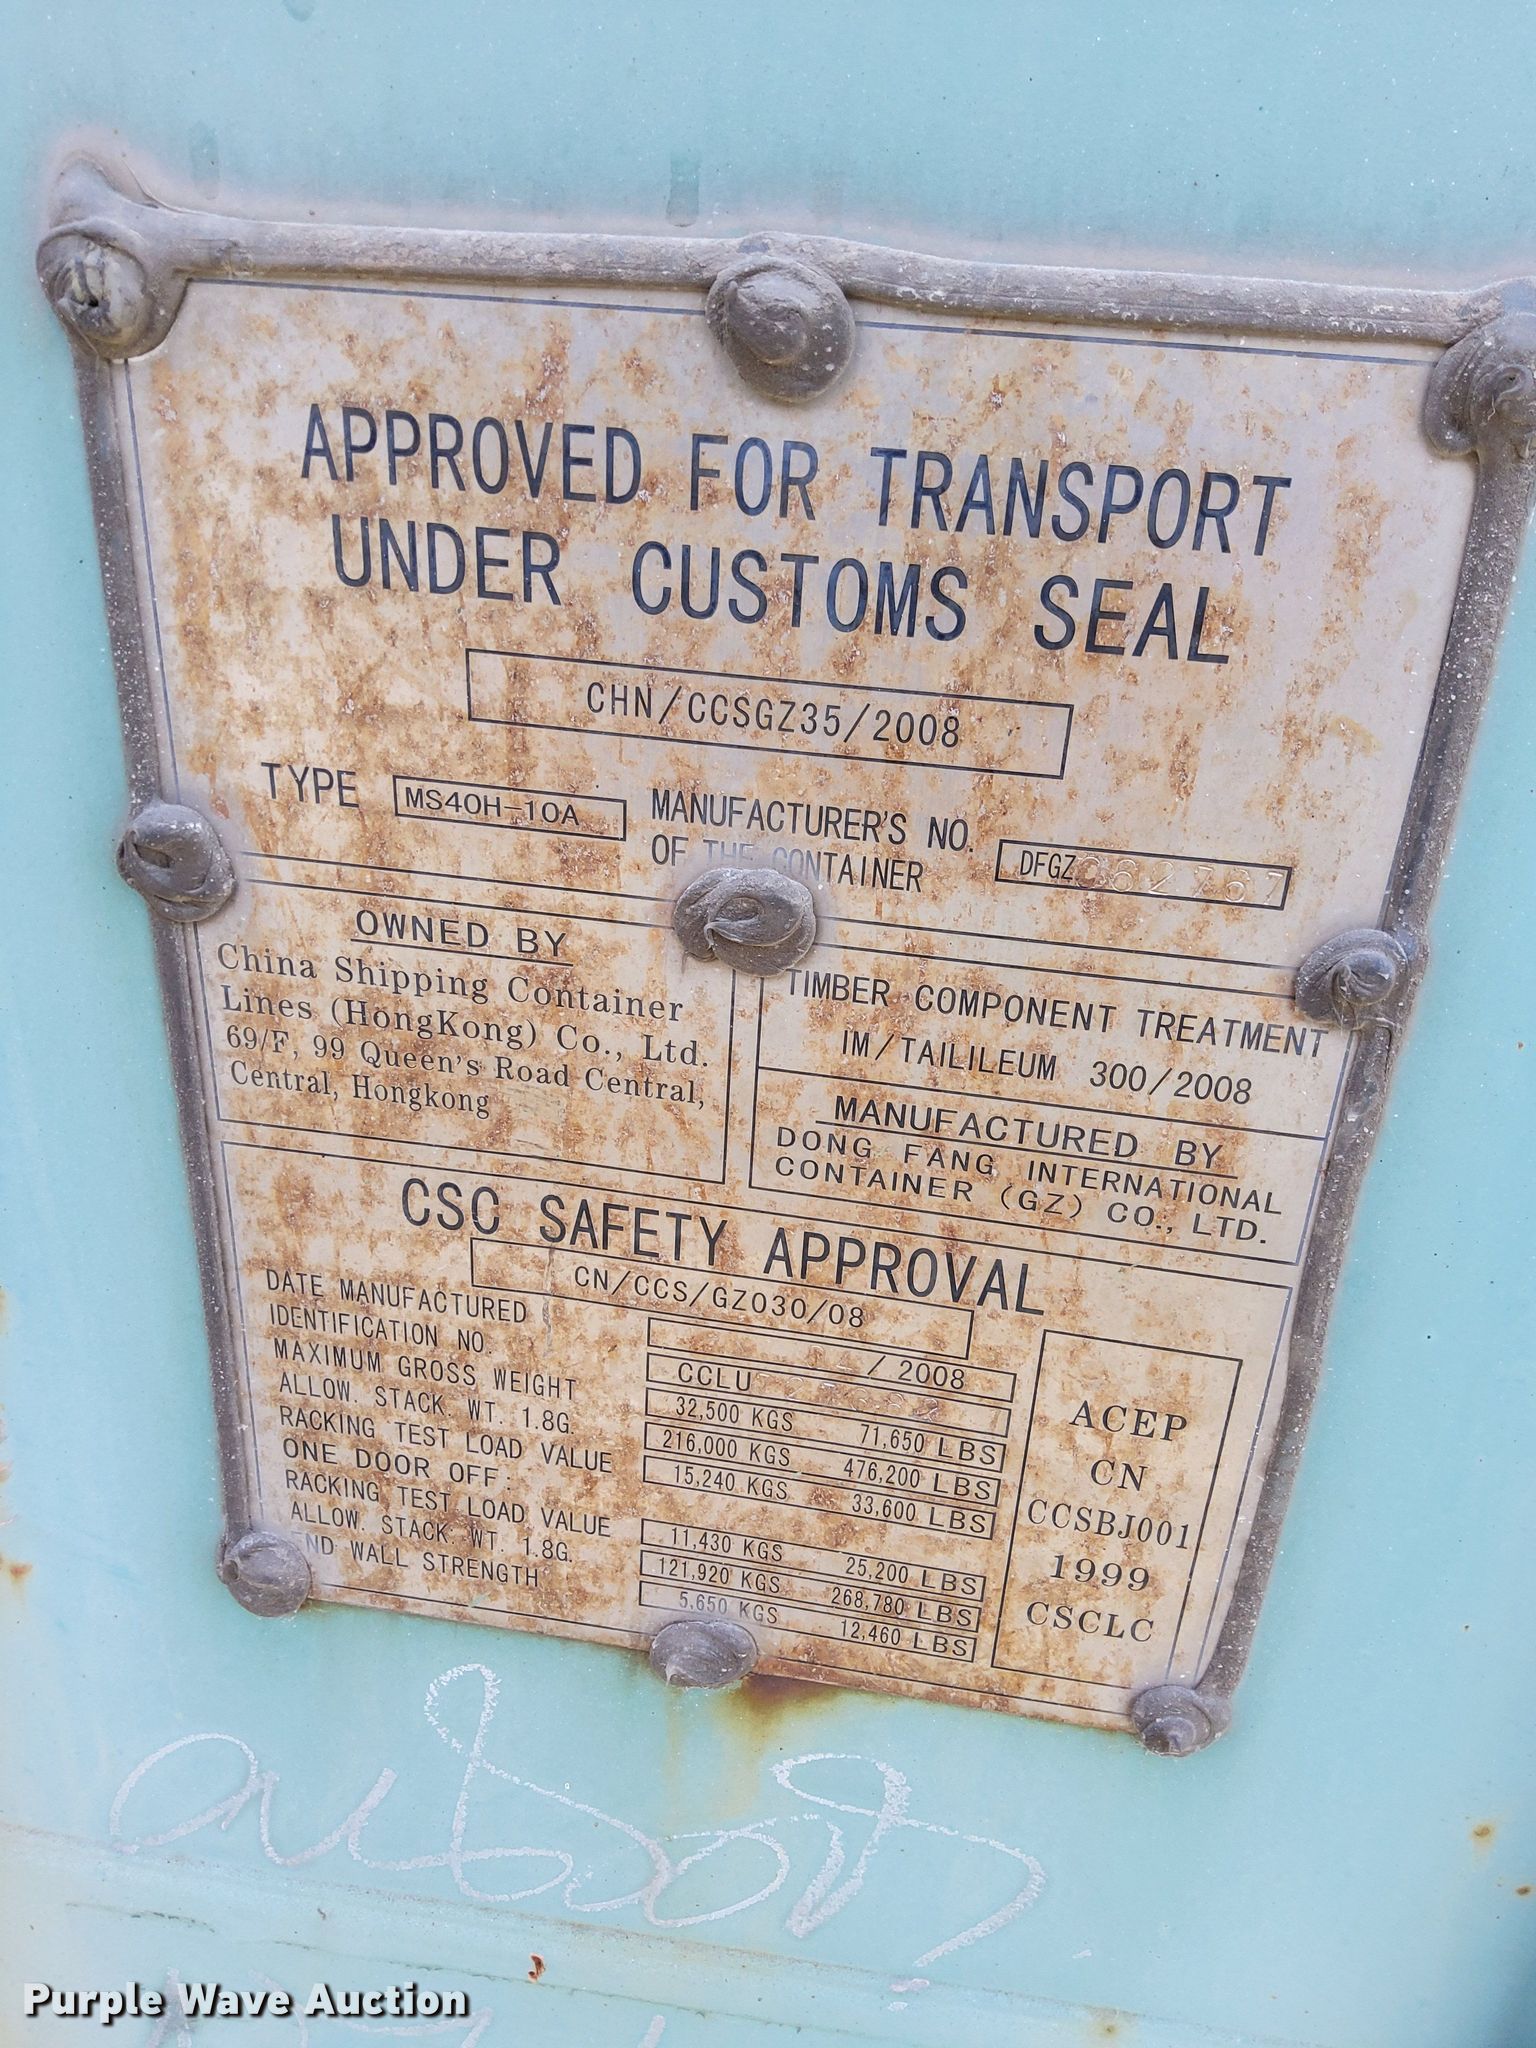 APPROVED FOR TRANSPORT
UNDER CUSTOMS SEAL
CHN/CCSGZ35/2008
TYPE MS40H-10A
MANUFACTURER'S NO.
OF THE CONTAINER
DFGZ
OWNED BY
China Shipping Container
Lines (HongKong) Co., Ltd.
69/F, 99 Queen's Road Central,
Central, Hongkong
TIMBER COMPONENT TREATMENT
IM/TAILILEUM 300/2008
MANUFACTURED BY
DONG FANG INTERNATIONAL
CONTAINER (GZ) CO., LTD.
CSC SAFETY APPROVAL
CN/CCS/GZ030/08
DATE MANUFACTURED /2008
IDENTIFICATION NO. CCLU
MAXIMUM GROSS WEIGHT 32,500 KGS 71,650 LBS
ALLOW. STACK. WT. 1.8G. 216,000 KGS 476,200 LBS
RACKING TEST LOAD VALUE 15,240 KGS 33,600 LBS
ONE DOOR OFF:
RACKING TEST LOAD VALUE 11,430 KGS 25,200 LBS
ALLOW. STACK. WT. 1.8G. 121,920 KGS 268,780 LBS
END WALL STRENGTH 5,650 KGS 12,460 LBS
ACEP
CN
CCSBJ001
1999
CSCLC
Purple Wave Auction